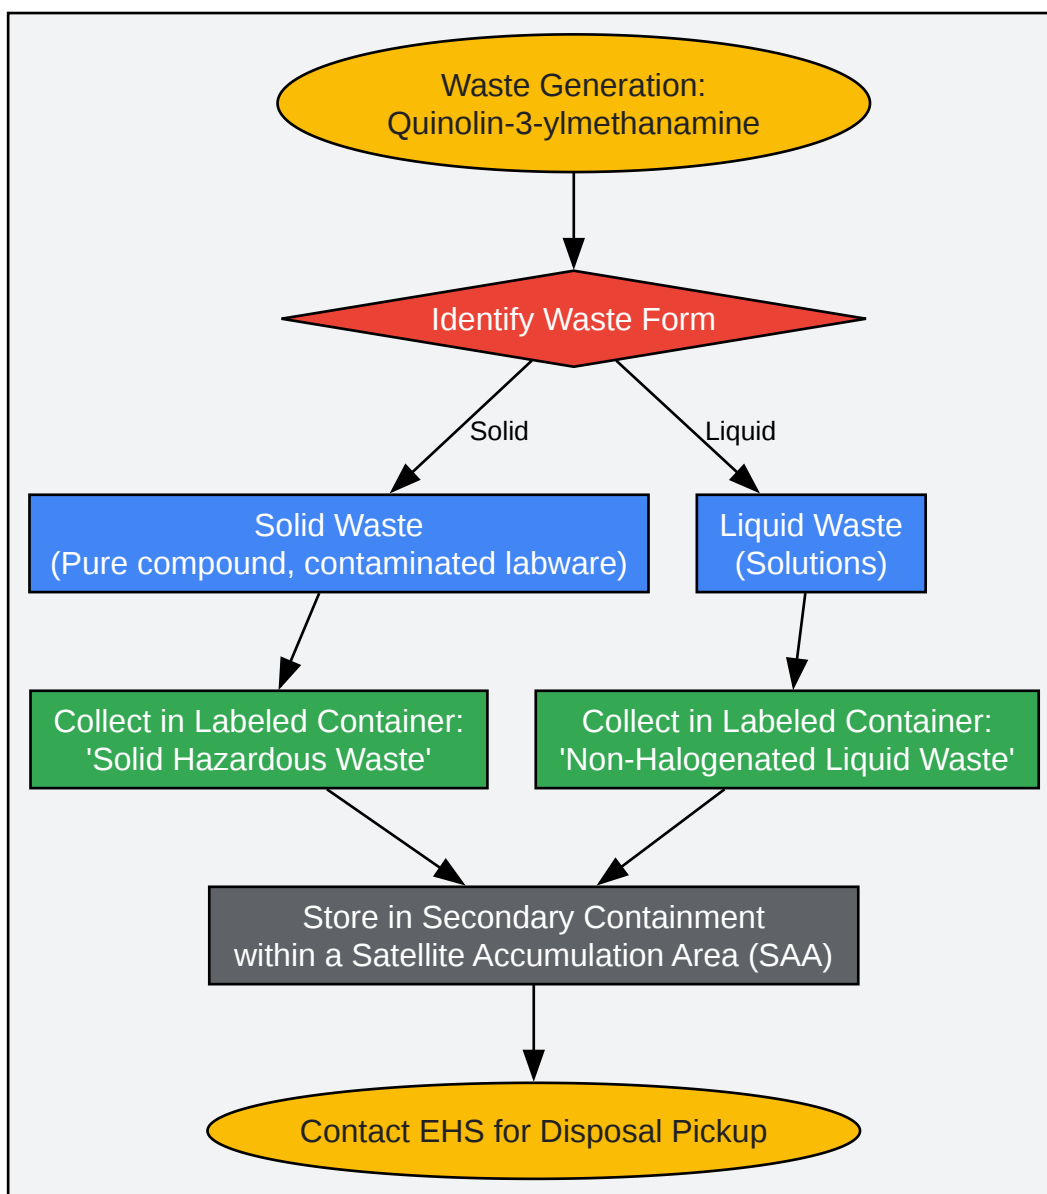 Waste Generation:
Quinolin-3-ylmethanamine
Identify Waste Form
Solid
Liquid
Solid Waste
(Pure compound, contaminated labware)
Liquid Waste
(Solutions)
Collect in Labeled Container:
'Solid Hazardous Waste'
Collect in Labeled Container:
'Non-Halogenated Liquid Waste'
Store in Secondary Containment
within a Satellite Accumulation Area (SAA)
Contact EHS for Disposal Pickup